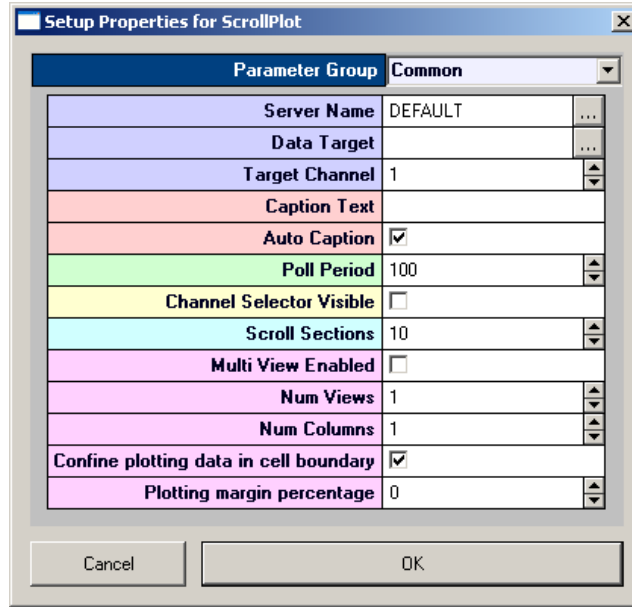 Setup Properties for ScrollPlot
Parameter Group Common
Server Name DEFAULT ...
Data Target ...
Target Channel 1
Caption Text
Auto Caption
Poll Period 100
Channel Selector Visible
Scroll Sections 10
Multi View Enabled
Num Views 1
Num Columns 1
Confine plotting data in cell boundary
Plotting margin percentage 0
Cancel OK